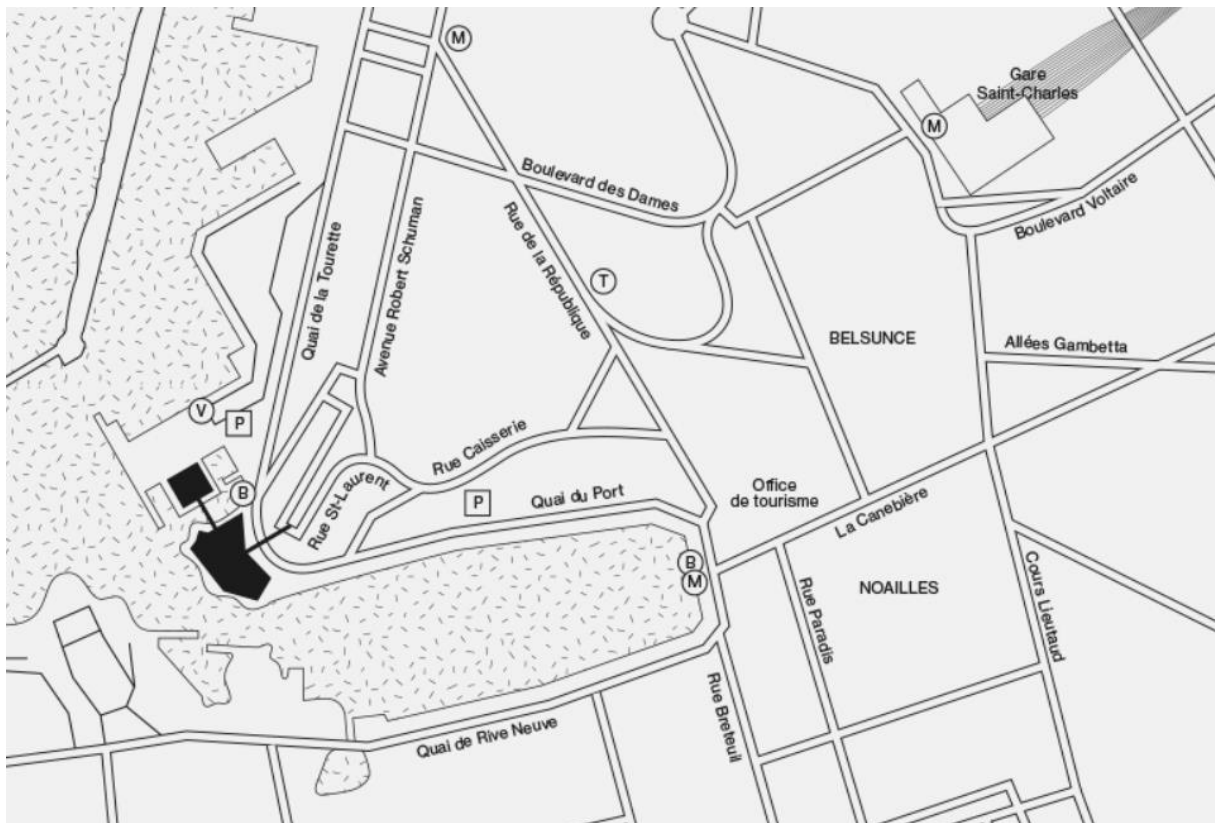 M
Gare
Saint-Charles
M
Boulevard des Dames
Boulevard Voltaire
Rue de la République
Avenue Robert Schuman
Quai de la Tourette
T
BELSUNCE
Allées Gambetta
V
P
Rue Caisserie
B
Rue St-Laurent
P
Quai du Port
Office
de tourisme
La Canebière
B
M
Rue Paradis
NOAILLES
Cours Lieutaud
Rue Breteuil
Quai de Rive Neuve